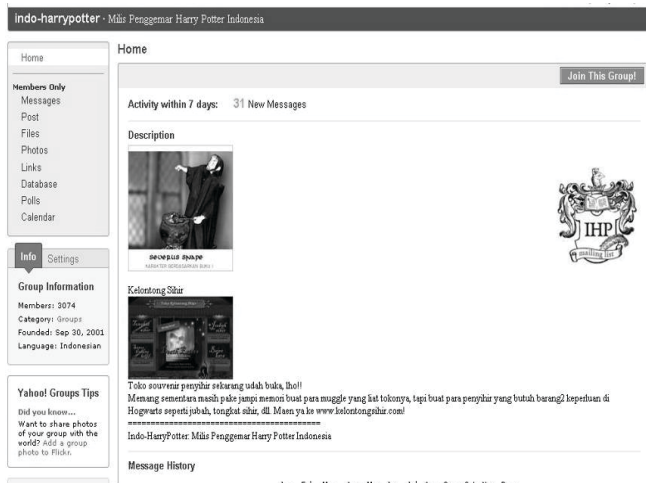 indo-harrypotter · Milis Penggemar Harry Potter Indonesia
Home
Members Only
Messages
Post
Files
Photos
Links
Database
Polls
Calendar
Info Settings
Group Information
Members: 3074
Category: Groups
Founded: Sep 30, 2001
Language: Indonesian
Yahoo! Groups Tips
Did you know...
Want to share photos
of your group with the
world? Add a group
photo to Flickr.
Home
Join This Group!
Activity within 7 days: 31 New Messages
Description
severus snape
IHP
mailing list
Kelontong Sihir
Toko souvenir penyihir sekarang udah buka, lho!!
Memang sementara masih pake jampi memori buat para muggle yang liat tokonya, tapi buat para penyihir yang butuh barang2 keperluan di
Hogwarts seperti jubah, tongkat sihir, dll. Maen ya ke www.kelontongsihir.com!
==========================================
Indo-HarryPotter: Milis Penggemar Harry Potter Indonesia
Message History